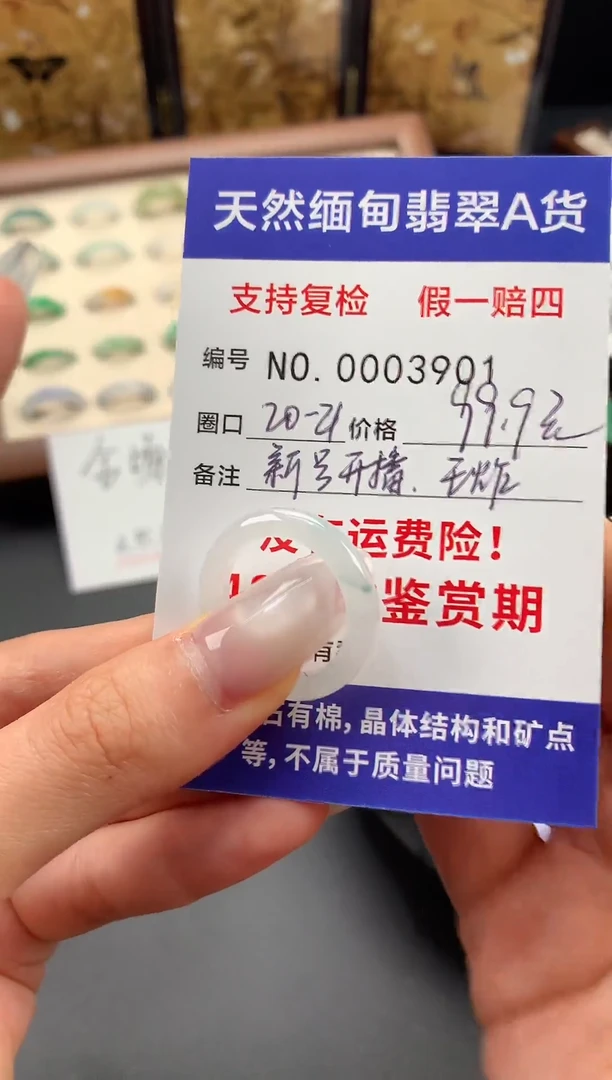 天然缅甸翡翠A货
支持复检 假一赔四
编号 NO.0003901
圈口 20-21 价格 99.9元
备注 新号开播.王炸
运费险!
鉴赏期
有
石有棉,晶体结构和矿点
等,不属于质量问题